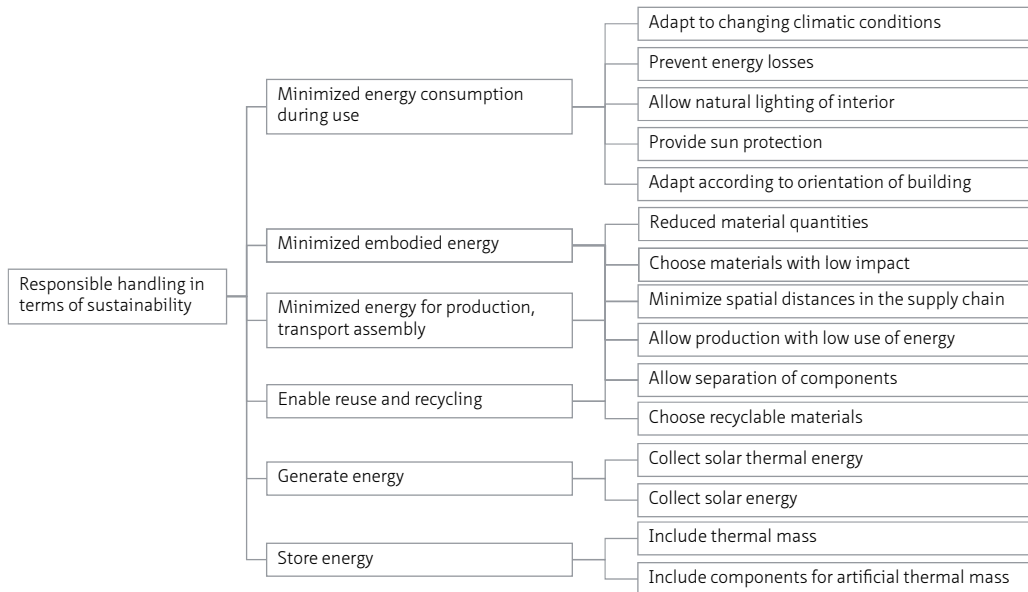 Responsible handling in
terms of sustainability
Minimized energy consumption
during use
Adapt to changing climatic conditions
Prevent energy losses
Allow natural lighting of interior
Provide sun protection
Adapt according to orientation of building
Minimized embodied energy
Minimized energy for production,
transport assembly
Enable reuse and recycling
Reduced material quantities
Choose materials with low impact
Minimize spatial distances in the supply chain
Allow production with low use of energy
Allow separation of components
Choose recyclable materials
Generate energy
Collect solar thermal energy
Collect solar energy
Store energy
Include thermal mass
Include components for artificial thermal mass